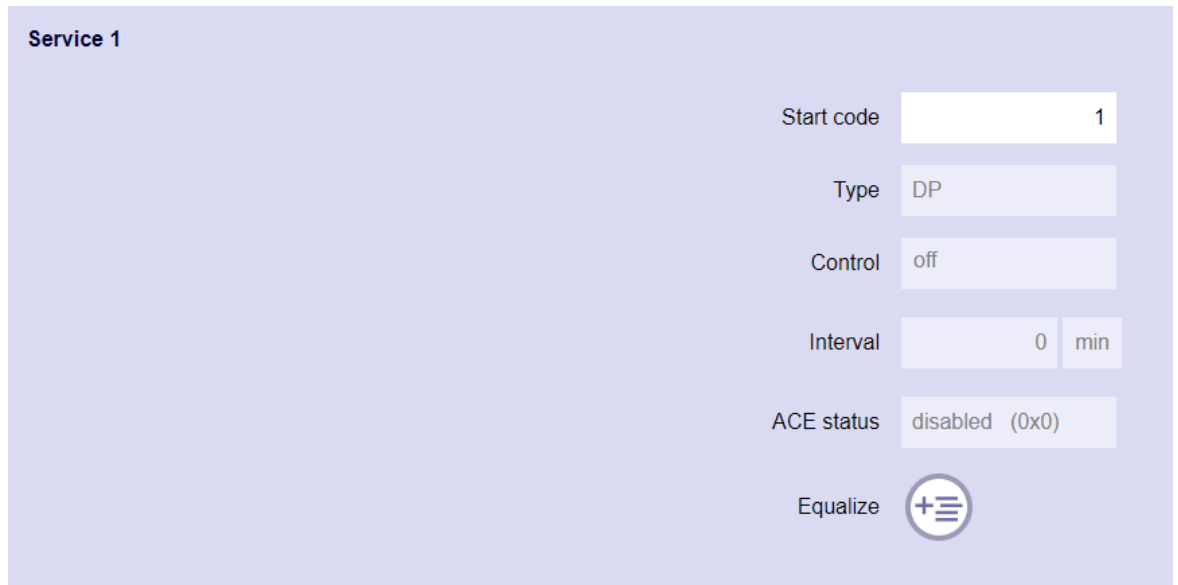 Service 1
Start code 1
Type DP
Control off
Interval 0 min
ACE status disabled (0x0)
Equalize